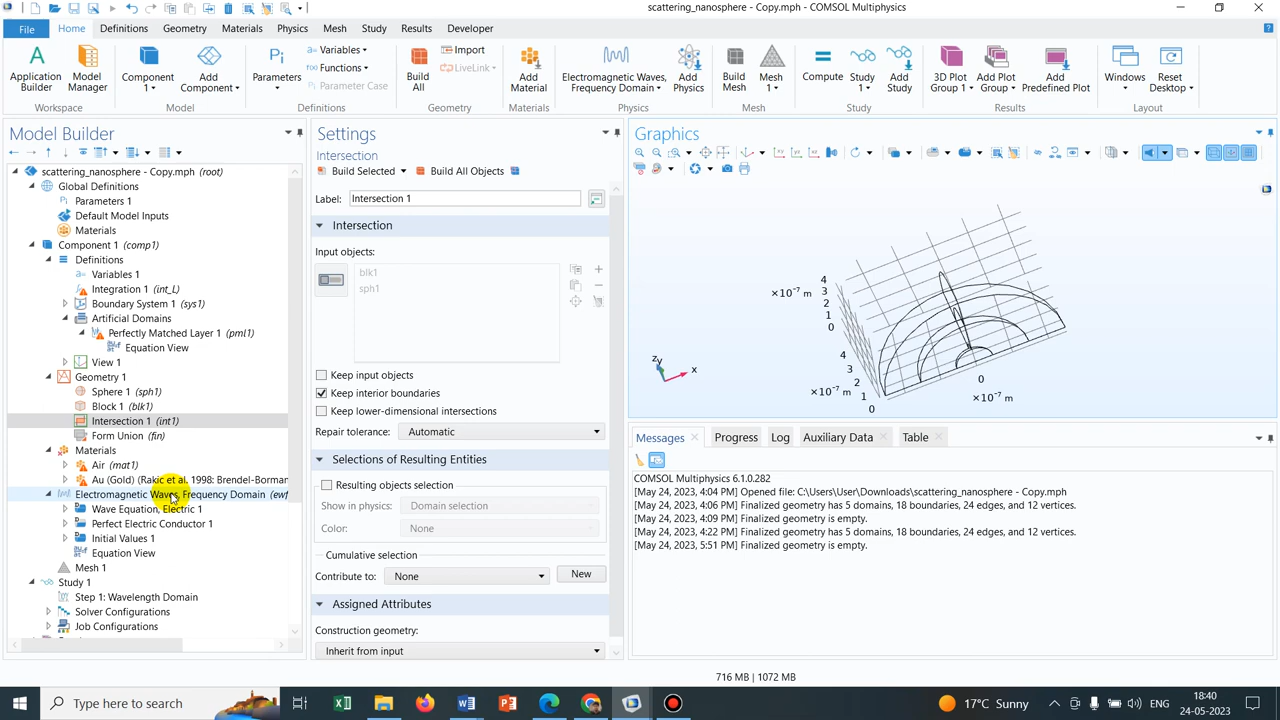 scattering_nanosphere - Copy.mph - COMSOL Multiphysics
File Home Definitions Geometry Materials Physics Mesh Study Results Developer
Application Builder
Model Manager
Workspace
Component 1
Add Component
Model
Parameters
Variables
Functions
Parameter Case
Definitions
Build All
Import
LiveLink
Geometry
Add Material
Materials
Electromagnetic Waves, Frequency Domain
Add Physics
Physics
Build Mesh
Mesh 1
Mesh
Compute
Study 1
Add Study
Study
3D Plot Group 1
Add Plot Group
Add Predefined Plot
Results
Windows
Reset Desktop
Layout
Model Builder
scattering_nanosphere - Copy.mph (root)
Global Definitions
Parameters 1
Default Model Inputs
Materials
Component 1 (comp1)
Definitions
Variables 1
Integration 1 (int_L)
Boundary System 1 (sys1)
Artificial Domains
Perfectly Matched Layer 1 (pml1)
Equation View
View 1
Geometry 1
Sphere 1 (sph1)
Block 1 (blk1)
Intersection 1 (int1)
Form Union (fin)
Materials
Air (mat1)
Au (Gold) (Rakic et al. 1998: Brendel-Borman
Electromagnetic Waves, Frequency Domain (ewf
Wave Equation, Electric 1
Perfect Electric Conductor 1
Initial Values 1
Equation View
Mesh 1
Study 1
Step 1: Wavelength Domain
Solver Configurations
Job Configurations
Settings
Intersection
Build Selected Build All Objects
Label: Intersection 1
Intersection
Input objects:
blk1
sph1
Keep input objects
Keep interior boundaries
Keep lower-dimensional intersections
Repair tolerance: Automatic
Selections of Resulting Entities
Resulting objects selection
Show in physics: Domain selection
Color: None
Cumulative selection
Contribute to: None New
Assigned Attributes
Construction geometry:
Inherit from input
Graphics
×10⁻⁷ m
4
3
2
1
0
4
3
2
1
0
×10⁻⁷ m
0
×10⁻⁷ m
z
y
x
Messages Progress Log Auxiliary Data Table
COMSOL Multiphysics 6.1.0.282
[May 24, 2023, 4:04 PM] Opened file: C:\Users\User\Downloads\scattering_nanosphere - Copy.mph
[May 24, 2023, 4:06 PM] Finalized geometry has 5 domains, 18 boundaries, 24 edges, and 12 vertices.
[May 24, 2023, 4:09 PM] Finalized geometry is empty.
[May 24, 2023, 4:22 PM] Finalized geometry has 5 domains, 18 boundaries, 24 edges, and 12 vertices.
[May 24, 2023, 5:51 PM] Finalized geometry is empty.
716 MB | 1072 MB
Type here to search
17°C Sunny
ENG
18:40
24-05-2023